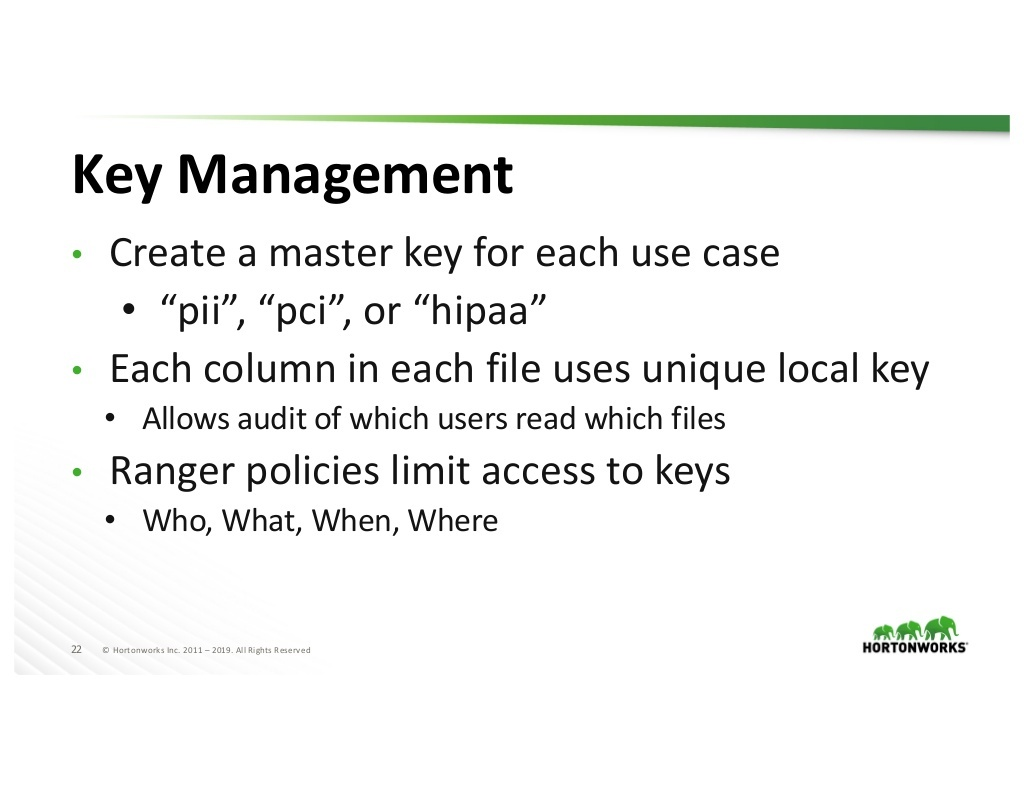 Key Management
• Create a master key for each use case
• “pii”, “pci”, or “hipaa”
• Each column in each file uses unique local key
• Allows audit of which users read which files
• Ranger policies limit access to keys
• Who, What, When, Where
22 © Hortonworks Inc. 2011 – 2019. All Rights Reserved
HORTONWORKS